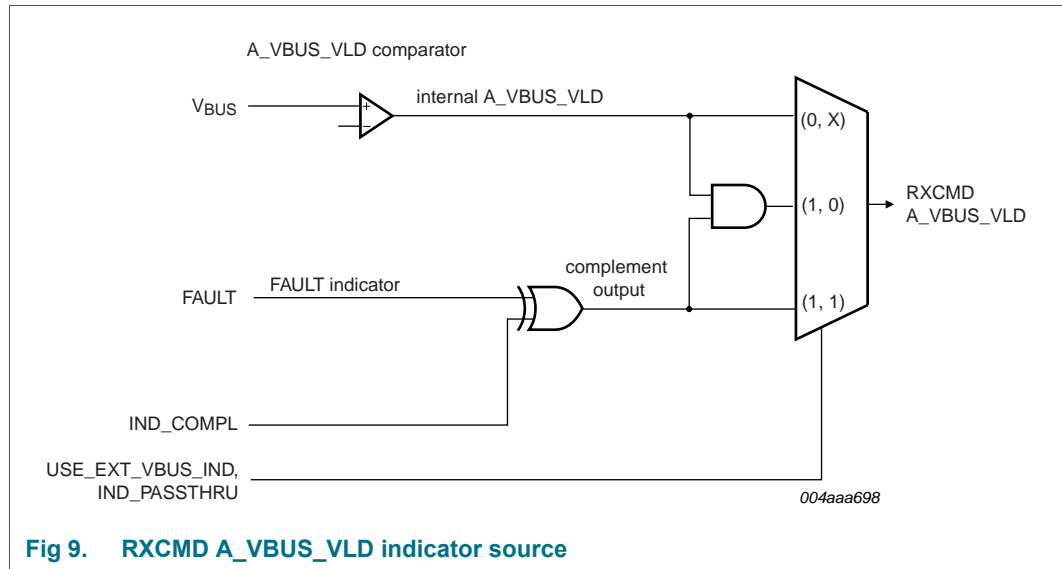 A_VBUS_VLD comparator
VBUS
+
−
internal A_VBUS_VLD
(0, X)
(1, 0)
RXCMD
A_VBUS_VLD
FAULT
FAULT indicator
complement
output
(1, 1)
IND_COMPL
USE_EXT_VBUS_IND,
IND_PASSTHRU
004aaa698
Fig 9. RXCMD A_VBUS_VLD indicator source